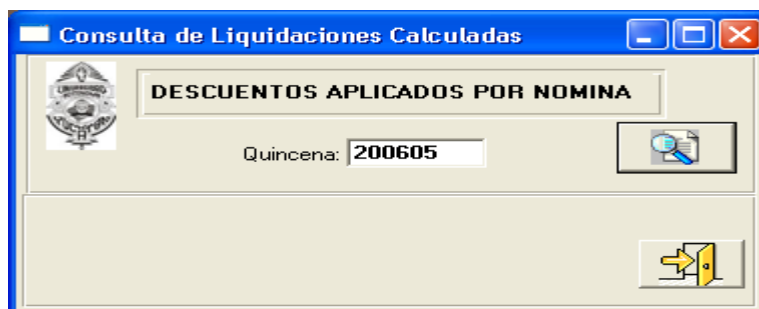 Consulta de Liquidaciones Calculadas
DESCUENTOS APLICADOS POR NOMINA
Quincena: 200605